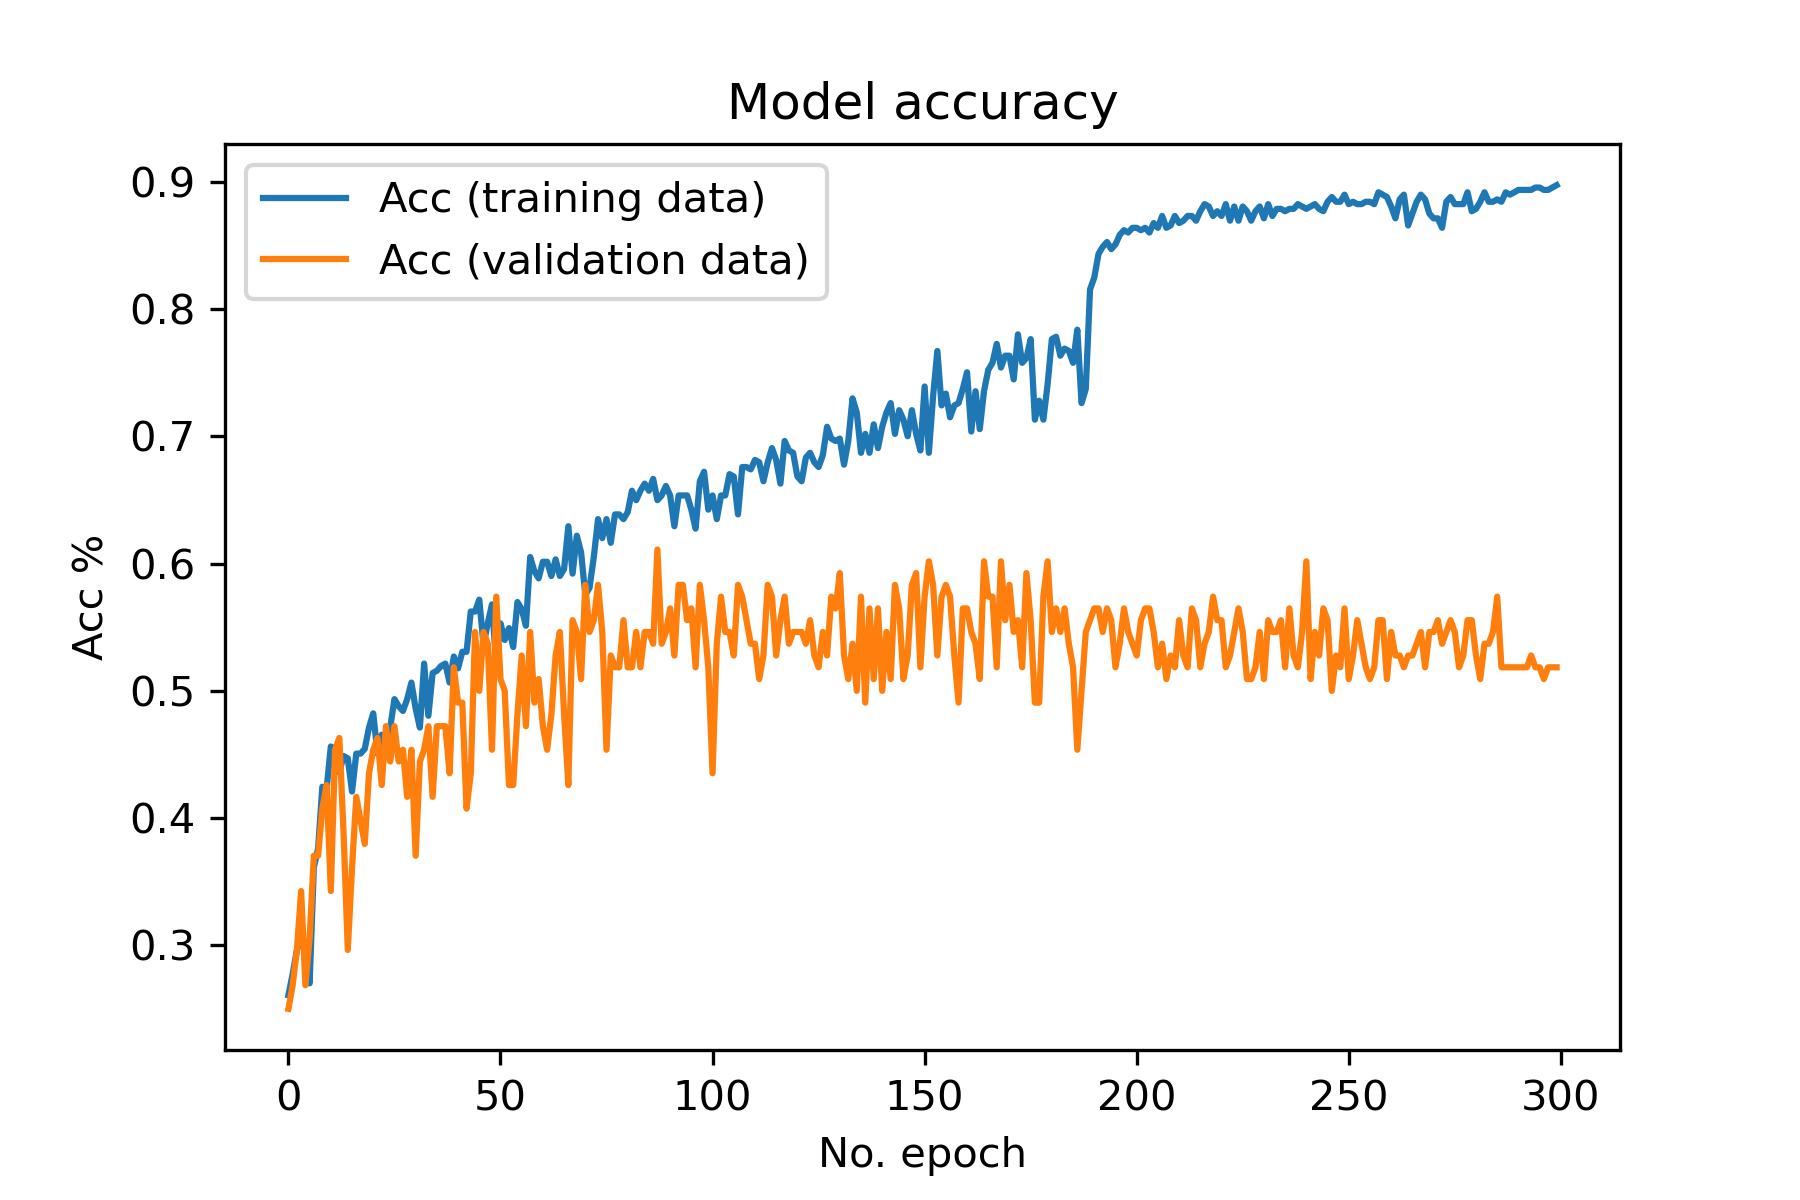 Model accuracy
Acc (training data)
Acc (validation data)
0.9
0.8
0.7
0.6
0.5
0.4
0.3
Acc %
0 50 100 150 200 250 300
No. epoch